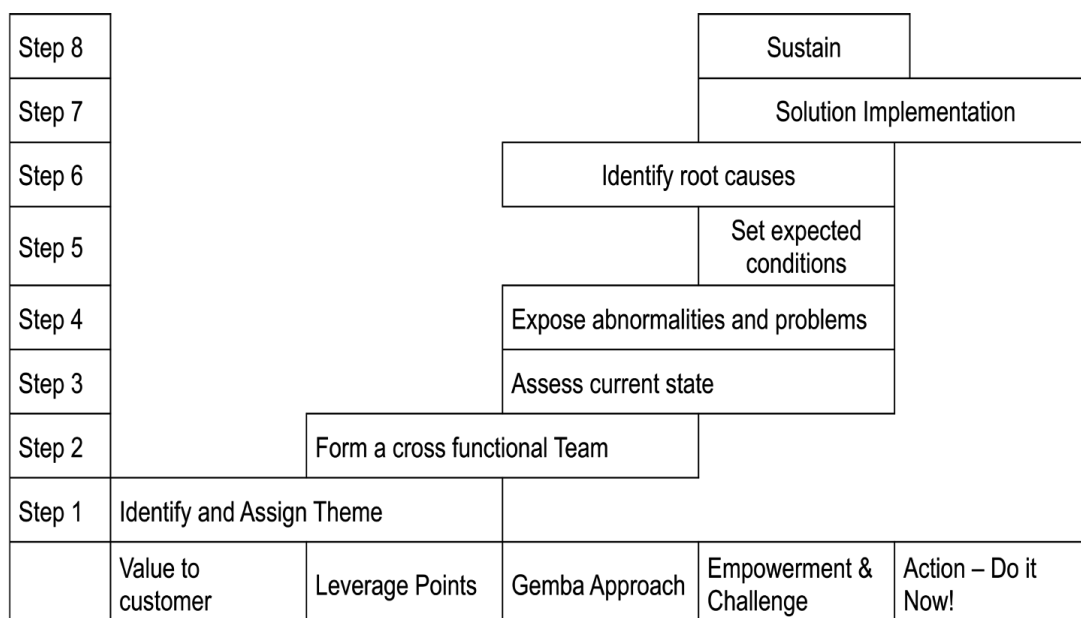 Step 8
Sustain
Step 7
Solution Implementation
Step 6
Identify root causes
Step 5
Set expected
conditions
Step 4
Expose abnormalities and problems
Step 3
Assess current state
Step 2
Form a cross functional Team
Step 1
Identify and Assign Theme
Value to
customer
Leverage Points
Gemba Approach
Empowerment &
Challenge
Action – Do it
Now!